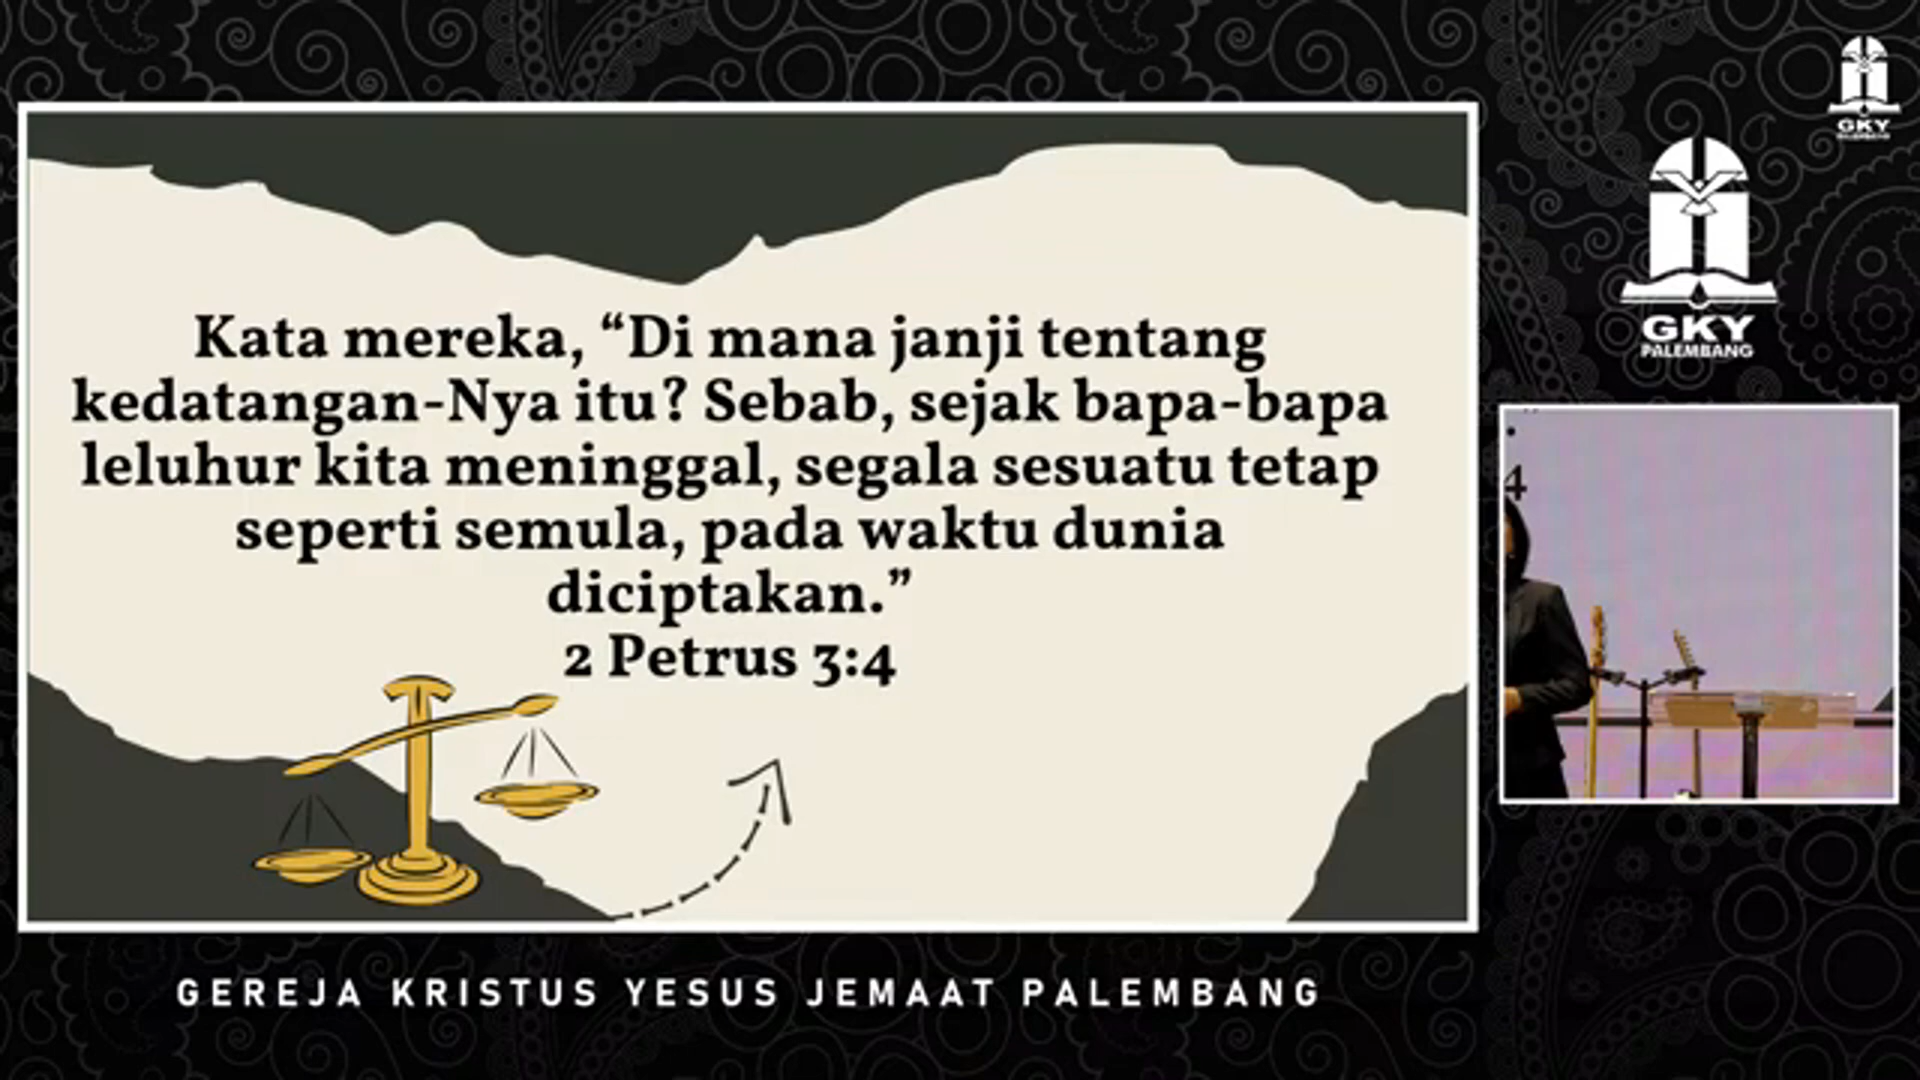 Kata mereka, “Di mana janji tentang
kedatangan-Nya itu? Sebab, sejak bapa-bapa
leluhur kita meninggal, segala sesuatu tetap
seperti semula, pada waktu dunia
diciptakan.”
2 Petrus 3:4
GKY
PALEMBANG
GKY
PALEMBANG
4
GEREJA KRISTUS YESUS JEMAAT PALEMBANG